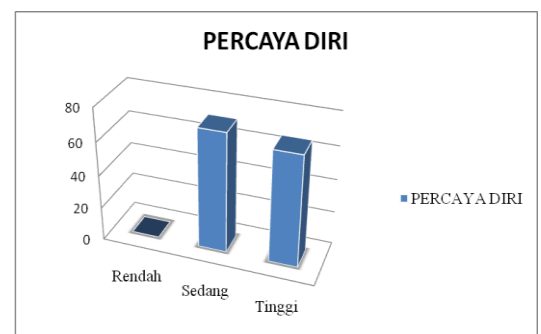 PERCAYA DIRI
80
60
40
20
0
Rendah
Sedang
Tinggi
PERCAYA DIRI